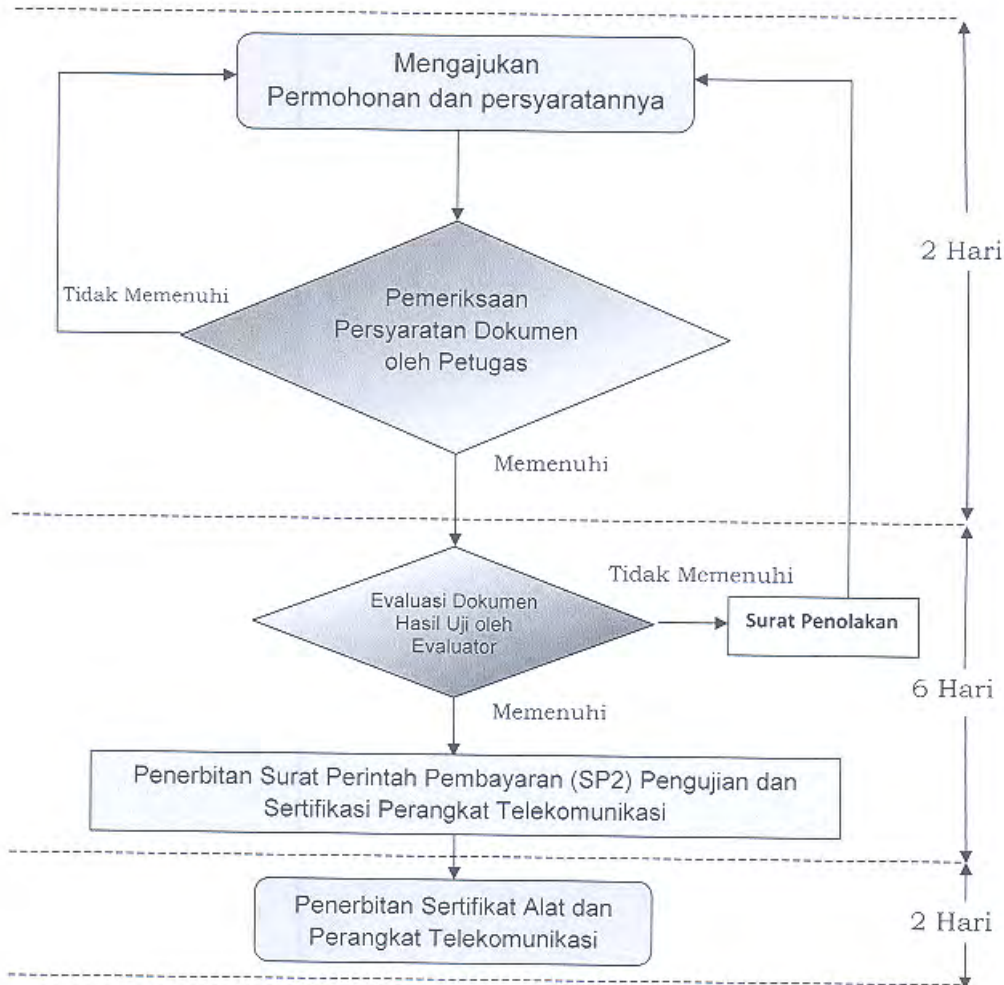 Mengajukan
Permohonan dan persyaratannya
2 Hari
Tidak Memenuhi
Pemeriksaan
Persyaratan Dokumen
oleh Petugas
Memenuhi
Tidak Memenuhi
Evaluasi Dokumen
Hasil Uji oleh
Evaluator
Surat Penolakan
6 Hari
Memenuhi
Penerbitan Surat Perintah Pembayaran (SP2) Pengujian dan
Sertifikasi Perangkat Telekomunikasi
Penerbitan Sertifikat Alat dan
Perangkat Telekomunikasi
2 Hari